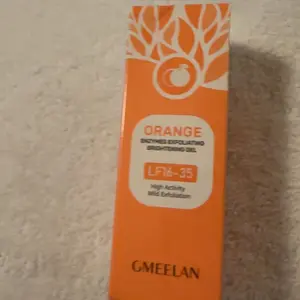 ORANGE
ENZYMES EXFOLIATING
BRIGHTENING GEL
LF16-35
High Activity
Mild Exfoliation
GMEELAN